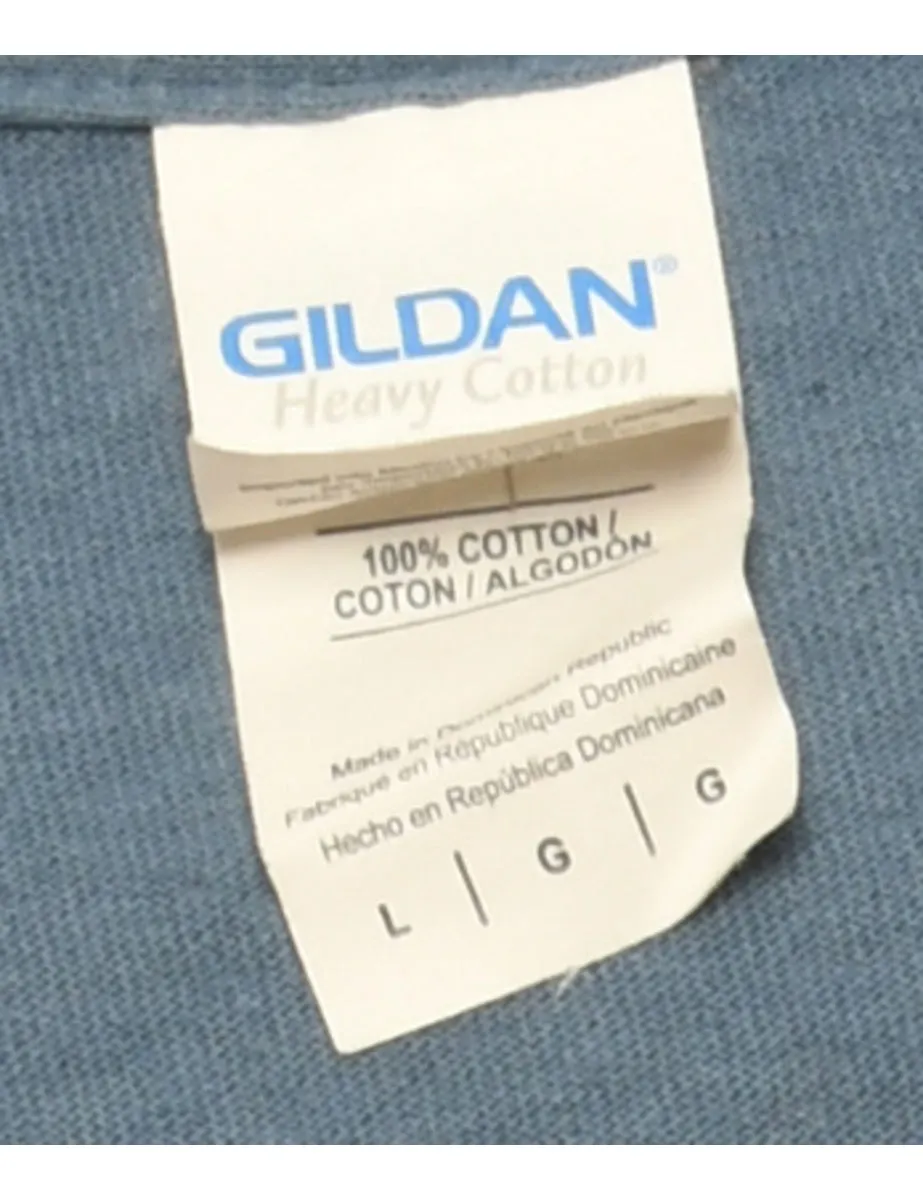 GILDAN®
Heavy Cotton
100% COTTON /
COTON / ALGODÓN
Made in Dominican Republic
Fabriqué en République Dominicaine
Hecho en República Dominicana
L | G | G